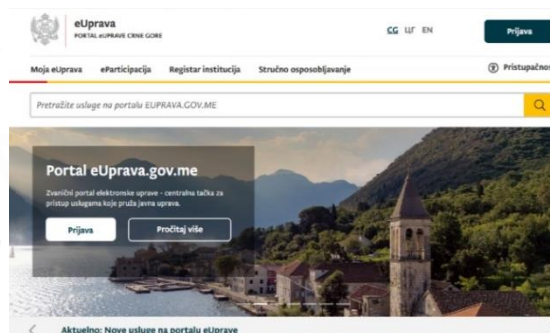 eUprava
PORTAL eUPRAVE CRNE GORE
CG ЦГ EN
Prijava
Moja eUprava eParticipacija Registar institucija Stručno osposobljavanje
Pristupačnos
Pretražite usluge na portalu EUPRAVA.GOV.ME
Portal eUprava.gov.me
Zvanični portal elektronske uprave - centralna tačka za
pristup uslugama koje pruža javna uprava.
Prijava Pročitaj više
Aktuelno: Nove usluge na portalu eUprave